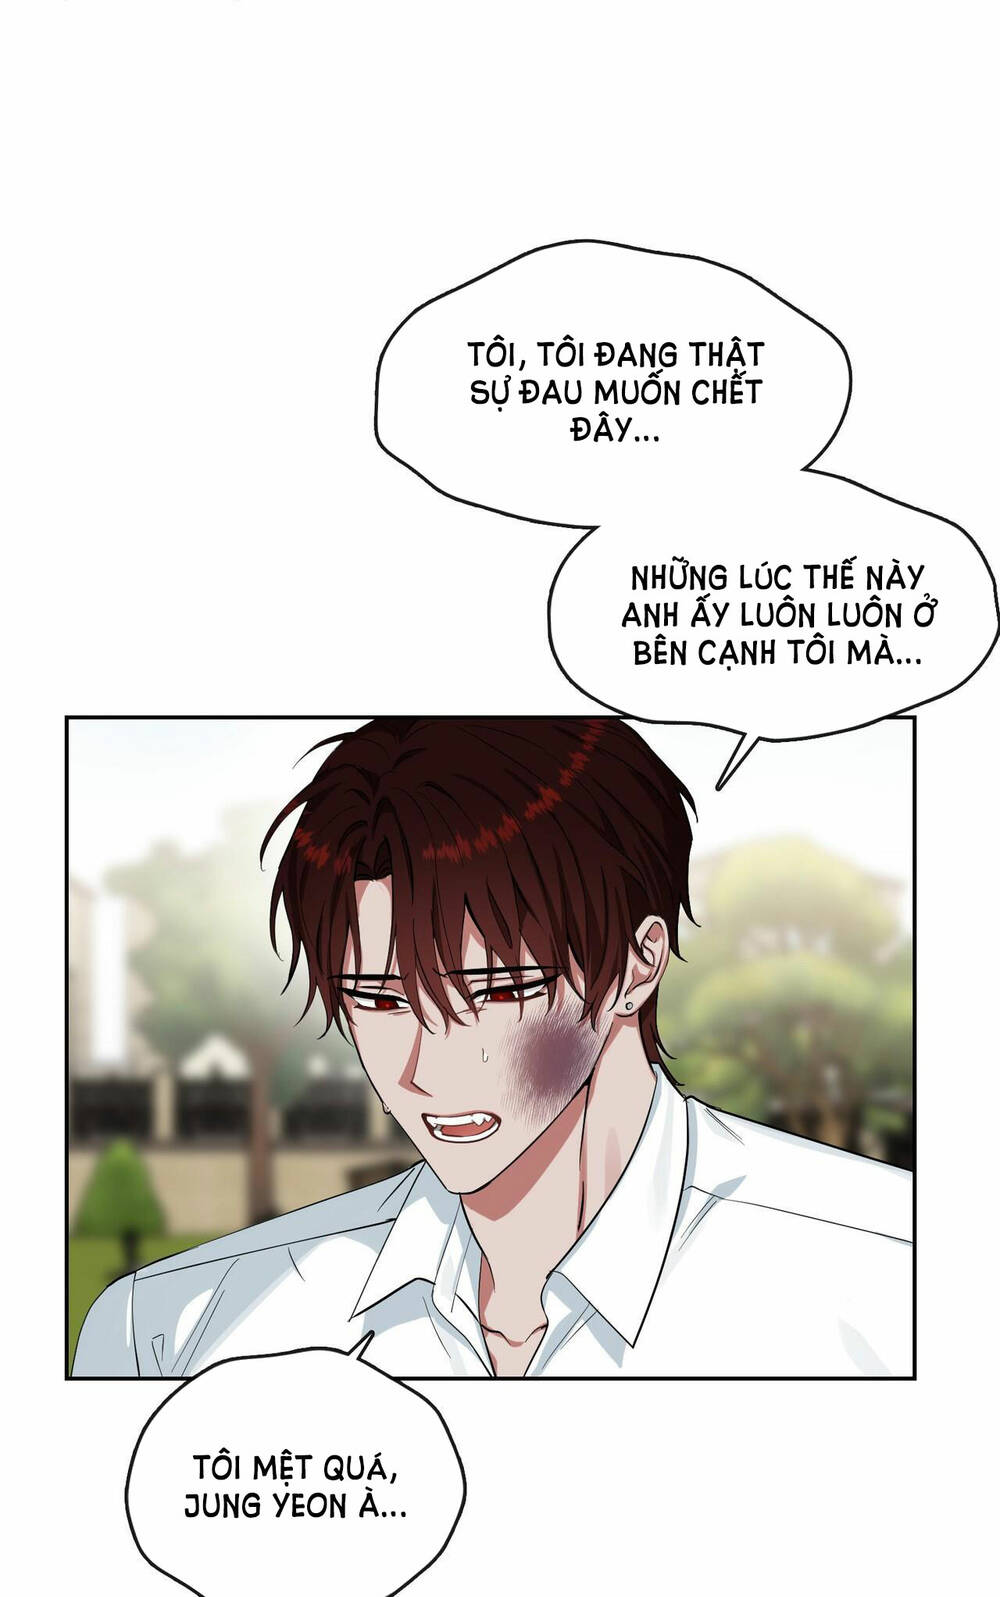 TÔI, TÔI ĐANG THẬT
SỰ ĐAU MUỐN CHẾT
ĐÂY...
NHỮNG LÚC THẾ NÀY
ANH ẤY LUÔN LUÔN Ở
BÊN CẠNH TÔI MÀ...
TÔI MỆT QUÁ,
JUNG YEON À...